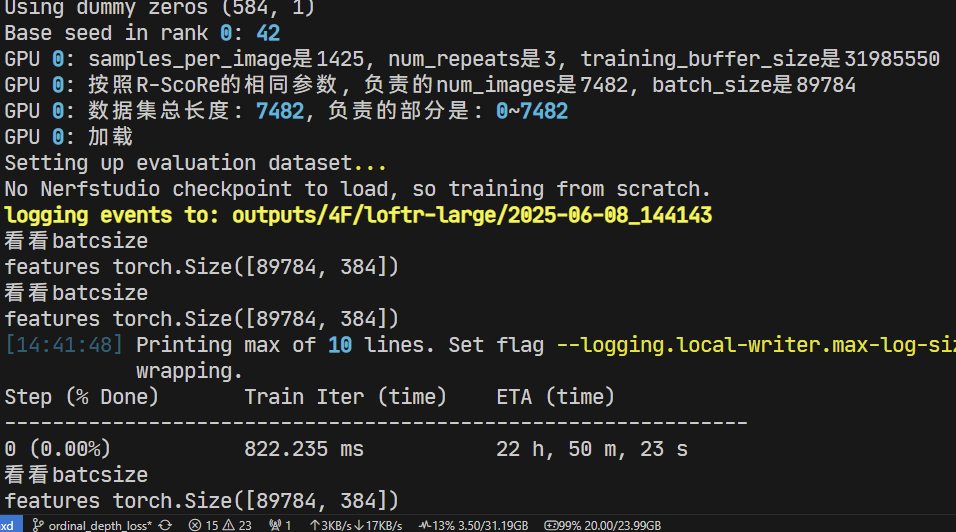 Using dummy zeros (584, 1)
Base seed in rank 0: 42
GPU 0: samples_per_image是1425, num_repeats是3, training_buffer_size是31985550
GPU 0: 按照R-ScoRe的相同参数, 负责的num_images是7482, batch_size是89784
GPU 0: 数据集总长度: 7482, 负责的部分是: 0~7482
GPU 0: 加载
Setting up evaluation dataset...
No Nerfstudio checkpoint to load, so training from scratch.
logging events to: outputs/4F/loftr-large/2025-06-08_144143
看看batcsize
features torch.Size([89784, 384])
看看batcsize
features torch.Size([89784, 384])
[14:41:48] Printing max of 10 lines. Set flag --logging.local-writer.max-log-siz
wrapping.
Step (% Done) Train Iter (time) ETA (time)
--------------------------------------------------------------
0 (0.00%) 822.235 ms 22 h, 50 m, 23 s
看看batcsize
features torch.Size([89784, 384])
xd ordinal_depth_loss* 15 23 1 ↑3KB/s↓17KB/s 13% 3.50/31.19GB 99% 20.00/23.99GB